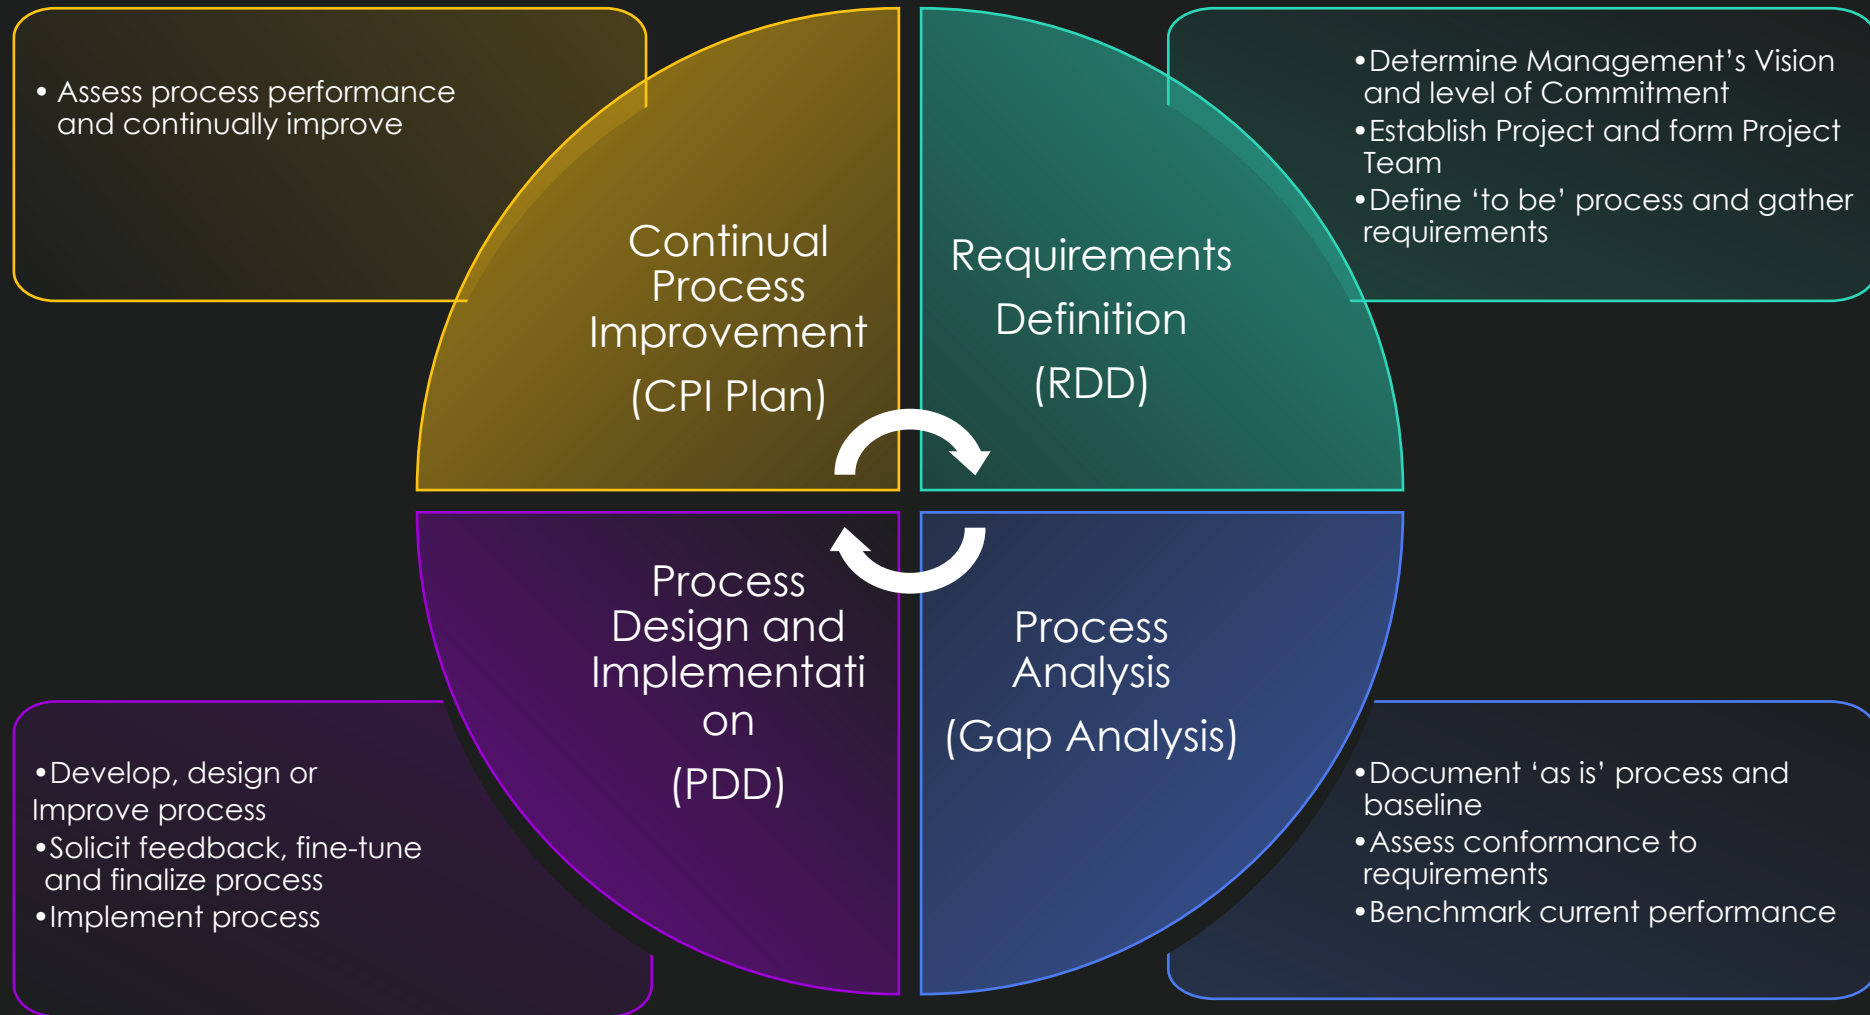 • Assess process performance
and continually improve
Continual
Process
Improvement
(CPI Plan)
Requirements
Definition
(RDD)
•Determine Management’s Vision
and level of Commitment
•Establish Project and form Project
Team
•Define ‘to be’ process and gather
requirements
•Develop, design or
Improve process
•Solicit feedback, fine-tune
and finalize process
•Implement process
Process
Design and
Implementati
on
(PDD)
Process
Analysis
(Gap Analysis)
•Document ‘as is’ process and
baseline
•Assess conformance to
requirements
•Benchmark current performance